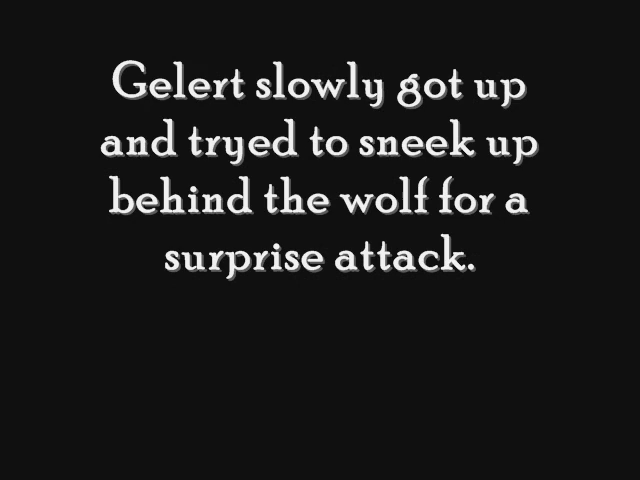 Gelert slowly got up
and tryed to sneek up
behind the wolf for a
surprise attack.